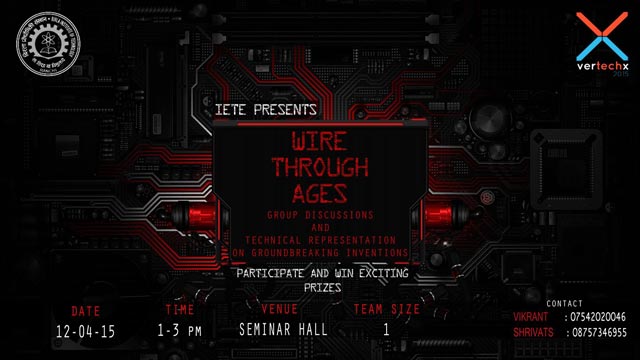 vertechx
2015
IETE PRESENTS
WIRE
THROUGH
AGES
GROUP DISCUSSIONS
AND
TECHNICAL REPRESENTATION
ON GROUNDBREAKING INVENTIONS
PARTICIPATE AND WIN EXCITING
PRIZES
DATE
12-04-15
TIME
1-3 PM
VENUE
SEMINAR HALL
TEAM SIZE
1
CONTACT
VIKRANT : 07542020046
SHRIVATS : 08757346955